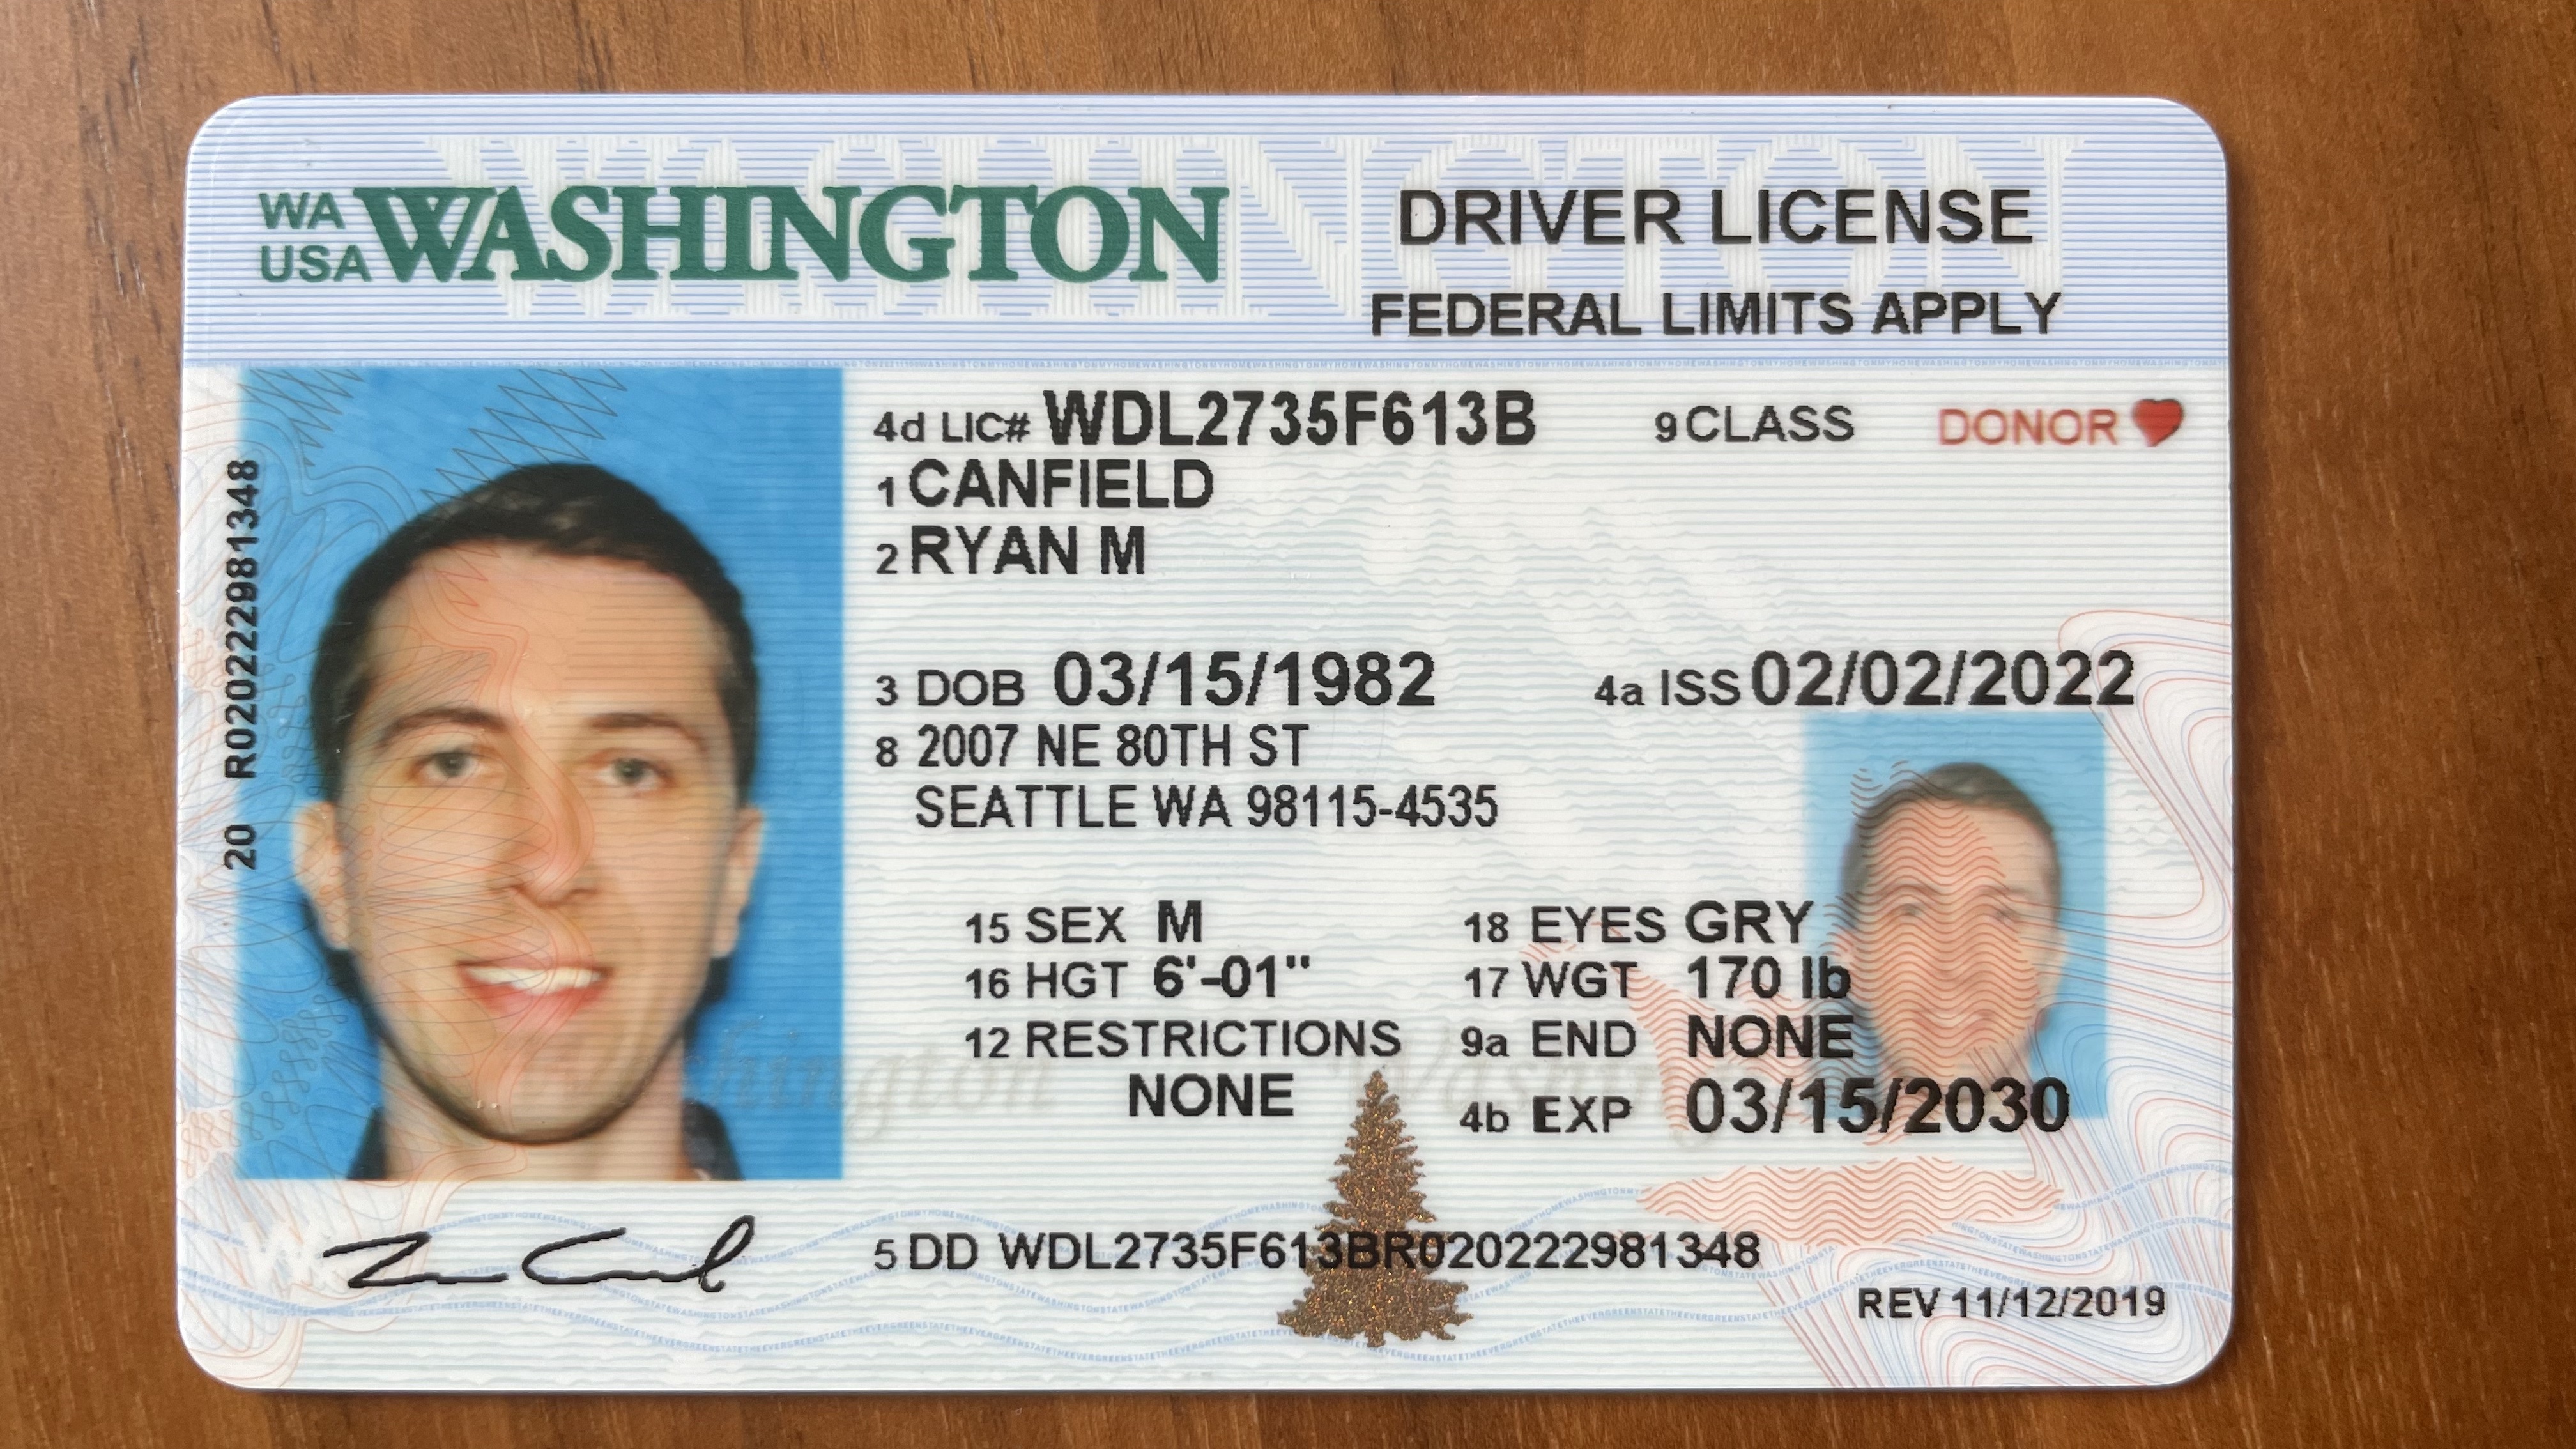 WA
USA
WASHINGTON
DRIVER LICENSE
FEDERAL LIMITS APPLY
4d LIC# WDL2735F613B
9 CLASS
DONOR
1 CANFIELD
2 RYAN M
3 DOB 03/15/1982
4a ISS 02/02/2022
8 2007 NE 80TH ST
SEATTLE WA 98115-4535
15 SEX M
18 EYES GRY
16 HGT 6'-01"
17 WGT 170 lb
12 RESTRICTIONS
NONE
9a END NONE
4b EXP 03/15/2030
5 DD WDL2735F613BR020222981348
REV 11/12/2019
20 R020222981348